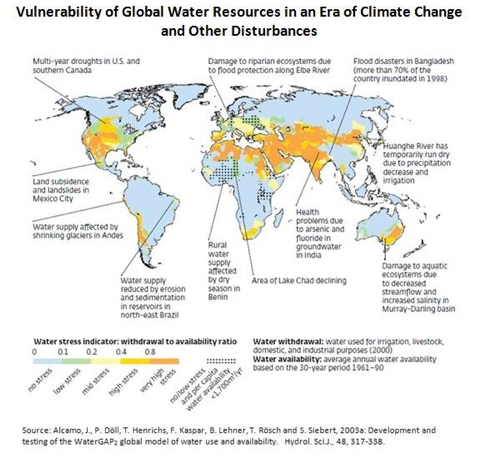 Vulnerability of Global Water Resources in an Era of Climate Change
and Other Disturbances
Multi-year droughts in U.S. and
southern Canada
Damage to riparian ecosystems due
to flood protection along Elbe River
Flood disasters in Bangladesh
(more than 70% of the
country inundated in 1998)
Huanghe River has
temporarily run dry
due to precipitation
decrease and
irrigation
Land subsidence
and landslides in
Mexico City
Water supply affected by
shrinking glaciers in Andes
Health
problems due
to arsenic and
fluoride in
groundwater
in India
Rural
water
supply
affected
by dry
season in
Benin
Area of Lake Chad declining
Water supply
reduced by erosion
and sedimentation
in reservoirs in
north-east Brazil
Damage to aquatic
ecosystems due
to decreased
streamflow and
increased salinity in
Murray-Darling basin
Water stress indicator: withdrawal to availability ratio
0 0.1 0.2 0.4 0.8
no stress
low stress
mid stress
high stress
very high
stress
no/low stress
and per capita
water availability
<1,700m³/yr
Water withdrawal: water used for irrigation, livestock,
domestic, and industrial purposes (2000)
Water availability: average annual water availability
based on the 30-year period 1961–90
Source: Alcamo, J., P. Döll, T. Henrichs, F. Kaspar, B. Lehner, T. Rösch and S. Siebert, 2003a: Development and
testing of the WaterGAP₂ global model of water use and availability. Hydrol. Sci.J., 48, 317-338.